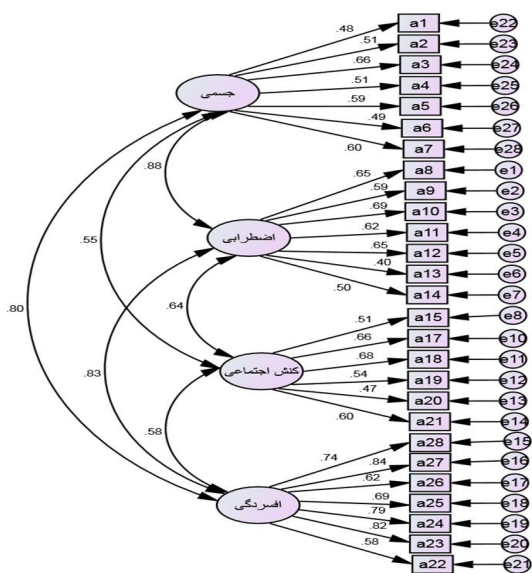 .48 a1 e22
.51 a2 e23
.66 a3 e24
جسمی .51 a4 e25
.59 a5 e26
.49 a6 e27
.60 a7 e28
.88 .65 a8 e1
.59 a9 e2
.69 a10 e3
.55 اضطرابی .62 a11 e4
.65 a12 e5
.40 a13 e6
.50 a14 e7
.80 .64 .51 a15 e8
.66 a17 e10
.68 a18 e11
.83 کنش اجتماعی .54 a19 e12
.47 a20 e13
.58 .60 a21 e14
.74 a28 e15
.84 a27 e16
.62 a26 e17
افسردگی .69 a25 e18
.79 a24 e19
.82 a23 e20
.58 a22 e21